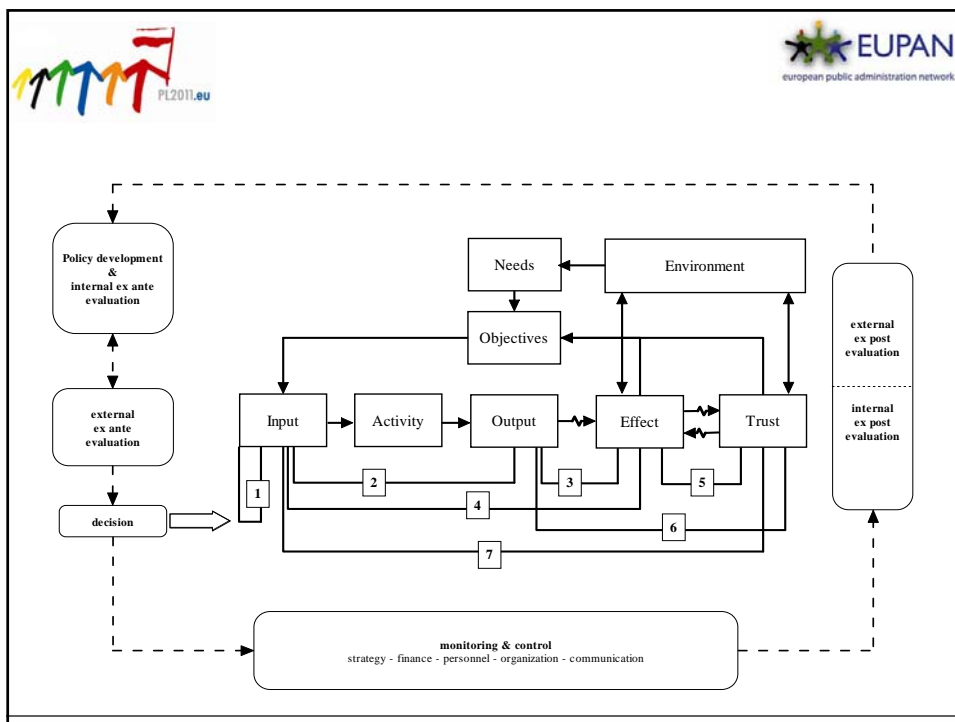 PL2011.eu
EUPAN
european public administration network
Policy development
&
internal ex ante
evaluation
external
ex ante
evaluation
decision
Needs
Environment
Objectives
Input
Activity
Output
Effect
Trust
1
2
3
4
5
6
7
external
ex post
evaluation
internal
ex post
evaluation
monitoring & control
strategy - finance - personnel - organization - communication